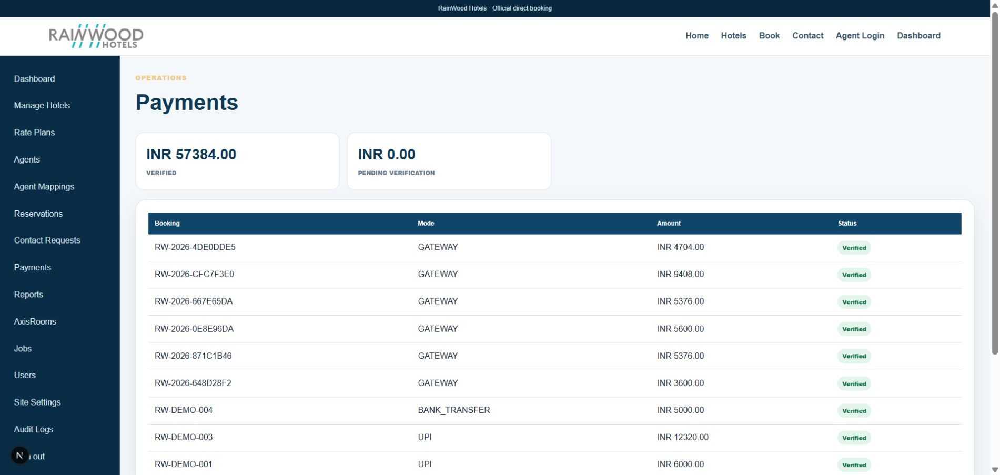 RainWood Hotels · Official direct booking
RAINWOOD
HOTELS
Home Hotels Book Contact Agent Login Dashboard
Dashboard
Manage Hotels
Rate Plans
Agents
Agent Mappings
Reservations
Contact Requests
Payments
Reports
AxisRooms
Jobs
Users
Site Settings
Audit Logs
N out
OPERATIONS
Payments
INR 57384.00
VERIFIED
INR 0.00
PENDING VERIFICATION
Booking Mode Amount Status
RW-2026-4DE0DDE5 GATEWAY INR 4704.00 Verified
RW-2026-CFC7F3E0 GATEWAY INR 9408.00 Verified
RW-2026-667E65DA GATEWAY INR 5376.00 Verified
RW-2026-0E8E96DA GATEWAY INR 5600.00 Verified
RW-2026-871C1B46 GATEWAY INR 5376.00 Verified
RW-2026-648D28F2 GATEWAY INR 3600.00 Verified
RW-DEMO-004 BANK_TRANSFER INR 5000.00 Verified
RW-DEMO-003 UPI INR 12320.00 Verified
RW-DEMO-001 UPI INR 6000.00 Verified